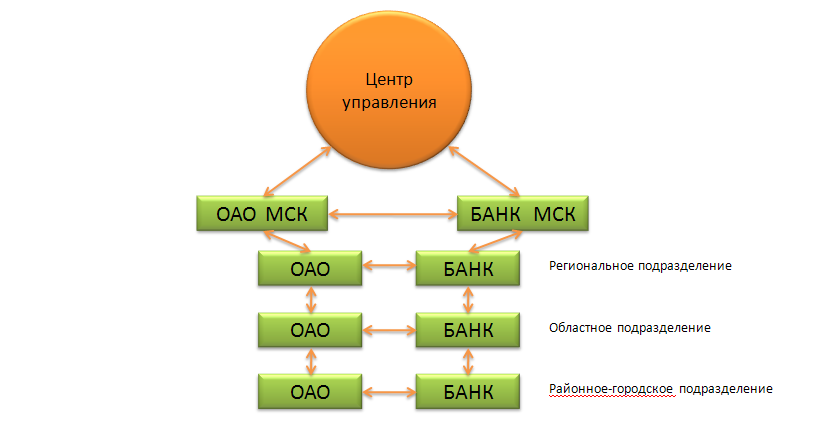 Центр
управления
ОАО МСК
БАНК МСК
ОАО
БАНК
Региональное подразделение
ОАО
БАНК
Областное подразделение
ОАО
БАНК
Районное-городское подразделение